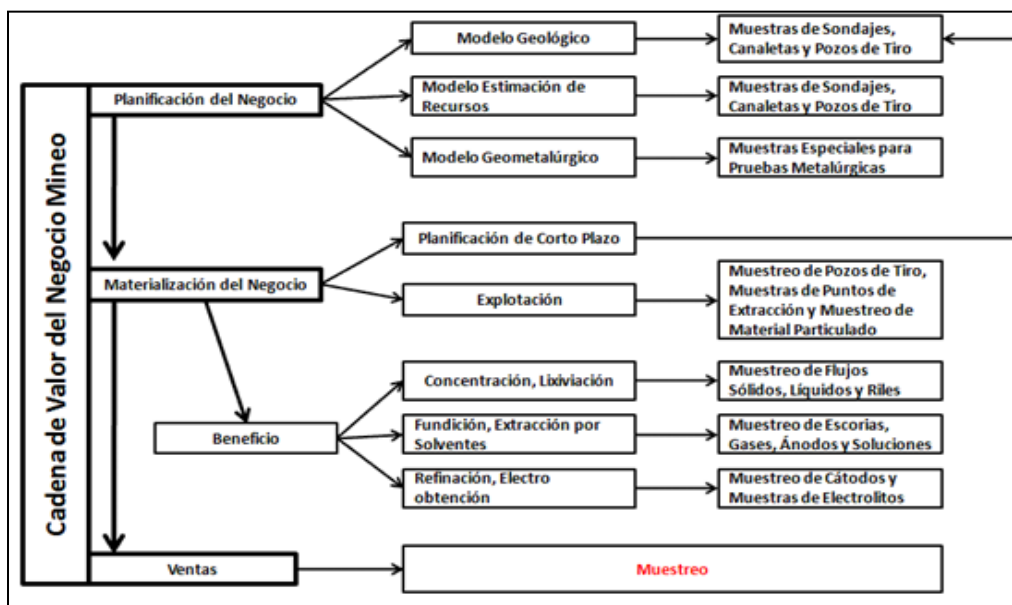 Cadena de Valor del Negocio Mineo
Planificación del Negocio
Modelo Geológico
Muestras de Sondajes,
Canaletas y Pozos de Tiro
Modelo Estimación de
Recursos
Muestras de Sondajes,
Canaletas y Pozos de Tiro
Modelo Geometalúrgico
Muestras Especiales para
Pruebas Metalúrgicas
Materialización del Negocio
Planificación de Corto Plazo
Explotación
Muestreo de Pozos de Tiro,
Muestras de Puntos de
Extracción y Muestreo de
Material Particulado
Beneficio
Concentración, Lixiviación
Muestreo de Flujos
Sólidos, Líquidos y Riles
Fundición, Extracción por
Solventes
Muestreo de Escorias,
Gases, Ánodos y Soluciones
Refinación, Electro
obtención
Muestreo de Cátodos y
Muestras de Electrolitos
Ventas
Muestreo